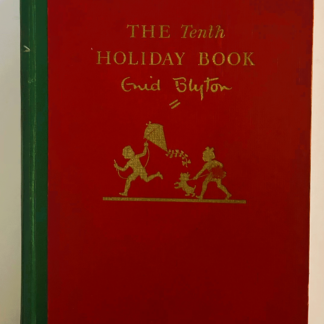 THE Tenth
HOLIDAY BOOK
Enid Blyton